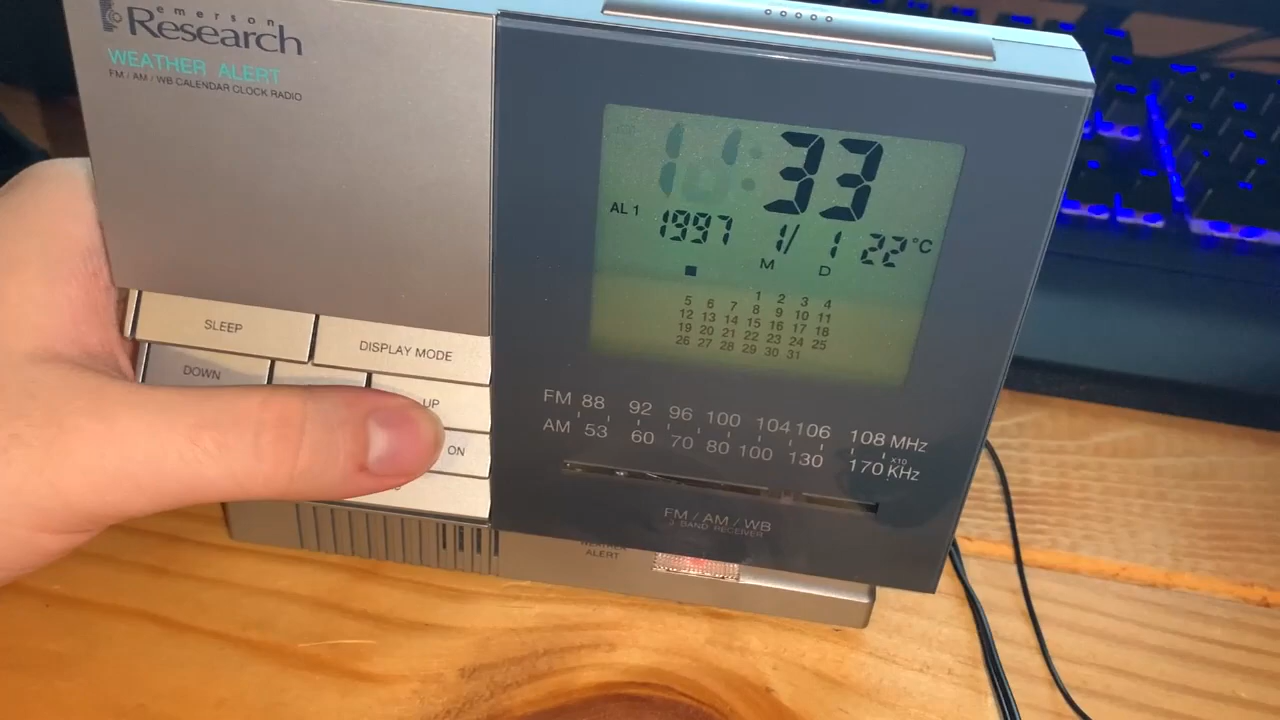 emerson
Research
WEATHER ALERT
FM / AM / WB CALENDAR CLOCK RADIO
SLEEP
DISPLAY MODE
DOWN
UP
ON
:33
AL 1
1997 1/ 1 22°C
M D
1 2 3 4
5 6 7 8 9 10 11
12 13 14 15 16 17 18
19 20 21 22 23 24 25
26 27 28 29 30 31
FM 88 92 96 100 104 106 108 MHz
AM 53 60 70 80 100 130 170 X10 KHz
FM / AM / WB
3 BAND RECEIVER
WEATHER
ALERT